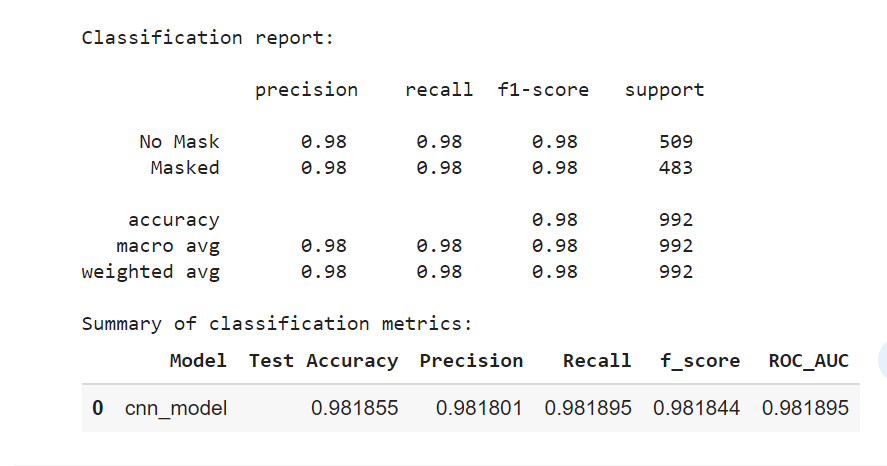 Classification report:
precision recall f1-score support
No Mask 0.98 0.98 0.98 509
Masked 0.98 0.98 0.98 483
accuracy 0.98 992
macro avg 0.98 0.98 0.98 992
weighted avg 0.98 0.98 0.98 992
Summary of classification metrics:
Model Test Accuracy Precision Recall f_score ROC_AUC
0 cnn_model 0.981855 0.981801 0.981895 0.981844 0.981895